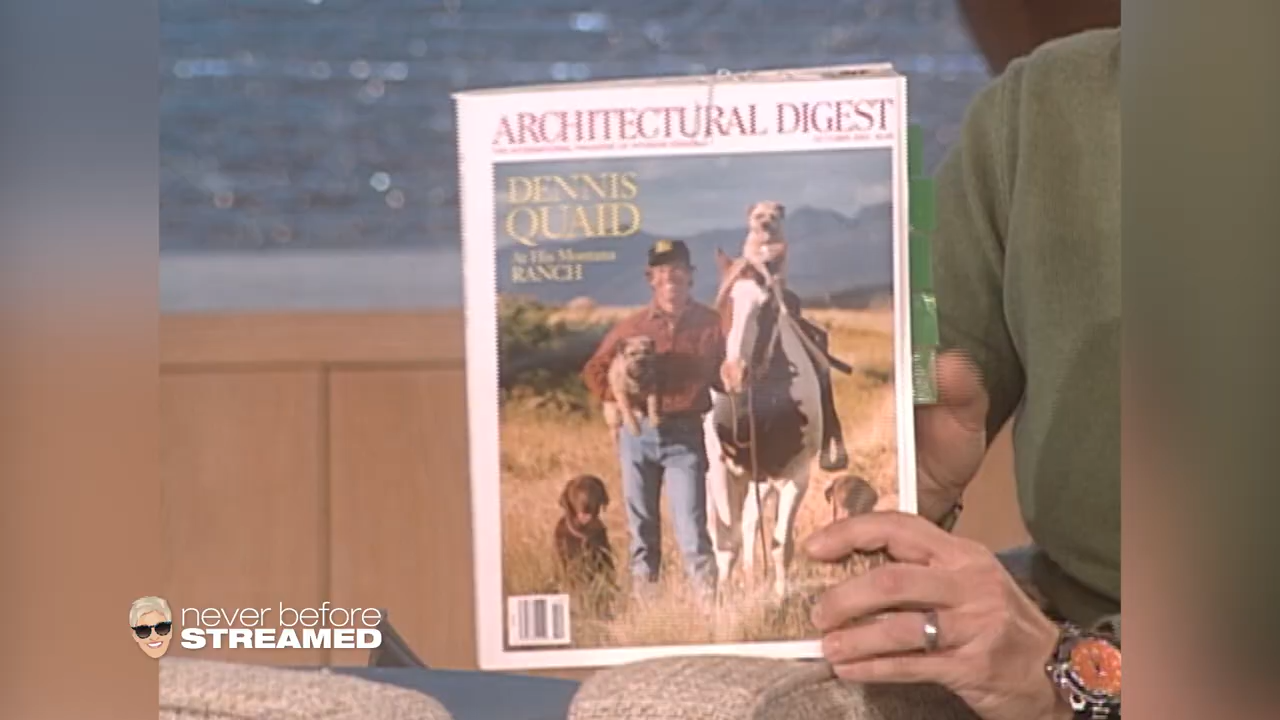 ARCHITECTURAL DIGEST
DENNIS
QUAID
At His Montana
RANCH
never before
STREAMED